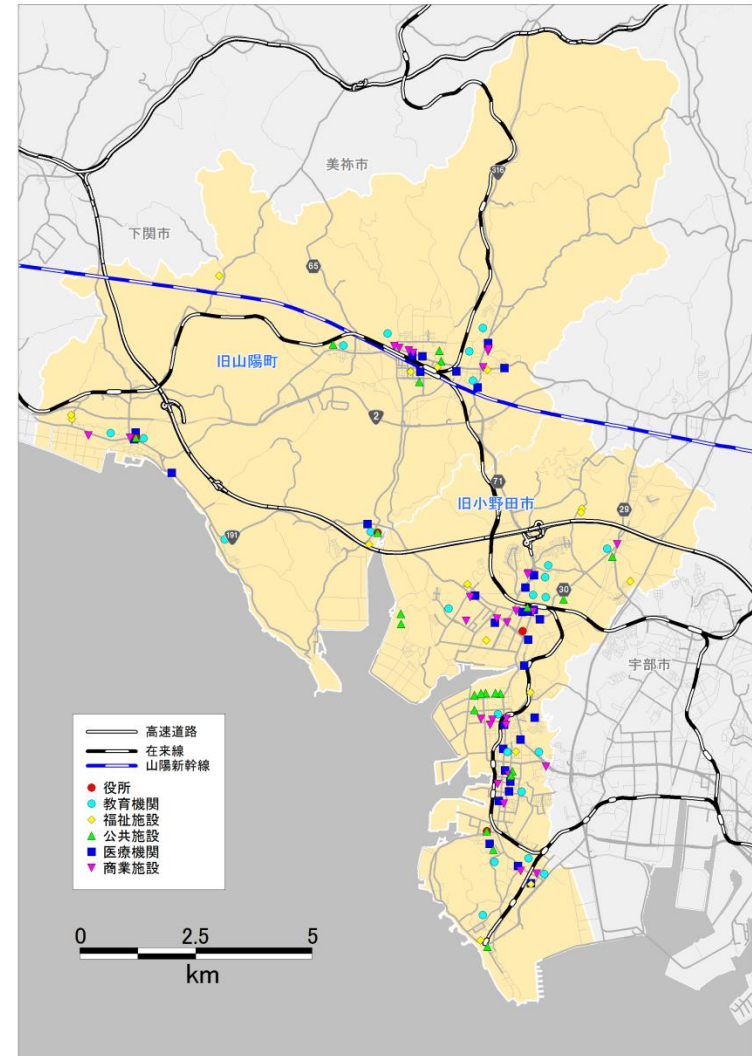 316
美祢市
下関市
65
旧山陽町
2
71
旧小野田市
29
191
30
宇部市
高速道路
在来線
山陽新幹線
役所
教育機関
福祉施設
公共施設
医療機関
商業施設
0 2.5 5
km